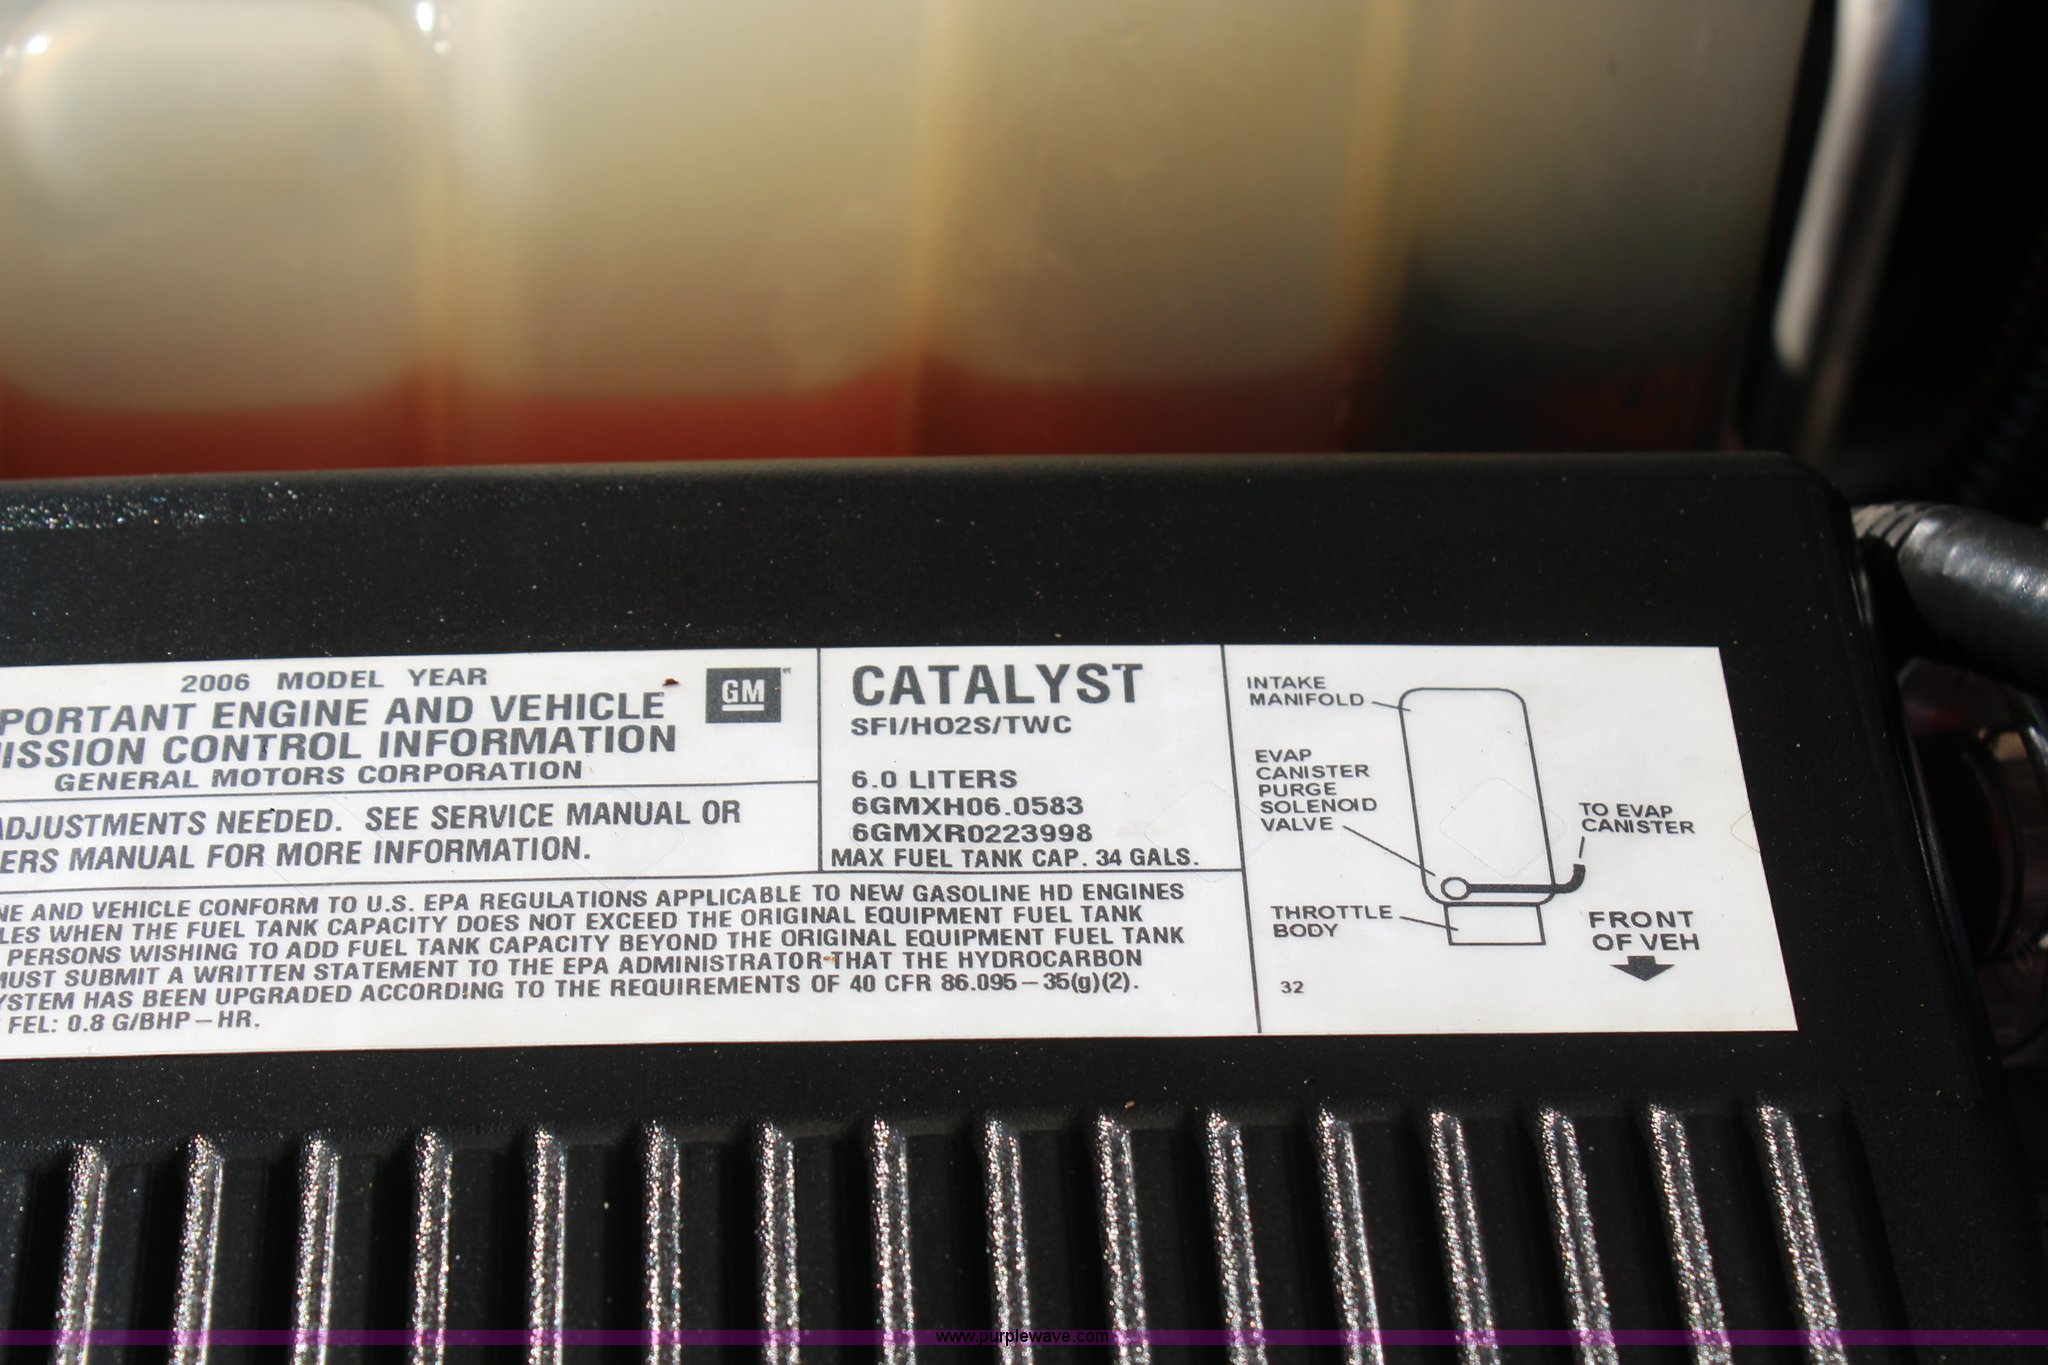 2006 MODEL YEAR
PORTANT ENGINE AND VEHICLE
ISSION CONTROL INFORMATION
GENERAL MOTORS CORPORATION
GM
ADJUSTMENTS NEEDED. SEE SERVICE MANUAL OR
ERS MANUAL FOR MORE INFORMATION.
CATALYST
SFI/HO2S/TWC
6.0 LITERS
6GMXH06.0583
6GMXR0223998
MAX FUEL TANK CAP. 34 GALS.
NE AND VEHICLE CONFORM TO U.S. EPA REGULATIONS APPLICABLE TO NEW GASOLINE HD ENGINES
LES WHEN THE FUEL TANK CAPACITY DOES NOT EXCEED THE ORIGINAL EQUIPMENT FUEL TANK
PERSONS WISHING TO ADD FUEL TANK CAPACITY BEYOND THE ORIGINAL EQUIPMENT FUEL TANK
MUST SUBMIT A WRITTEN STATEMENT TO THE EPA ADMINISTRATOR THAT THE HYDROCARBON
YSTEM HAS BEEN UPGRADED ACCORDING TO THE REQUIREMENTS OF 40 CFR 86.095-35(g)(2).
FEL: 0.8 G/BHP-HR.
INTAKE
MANIFOLD
EVAP
CANISTER
PURGE
SOLENOID
VALVE
TO EVAP
CANISTER
THROTTLE
BODY
FRONT
OF VEH
32
www.purplewave.com